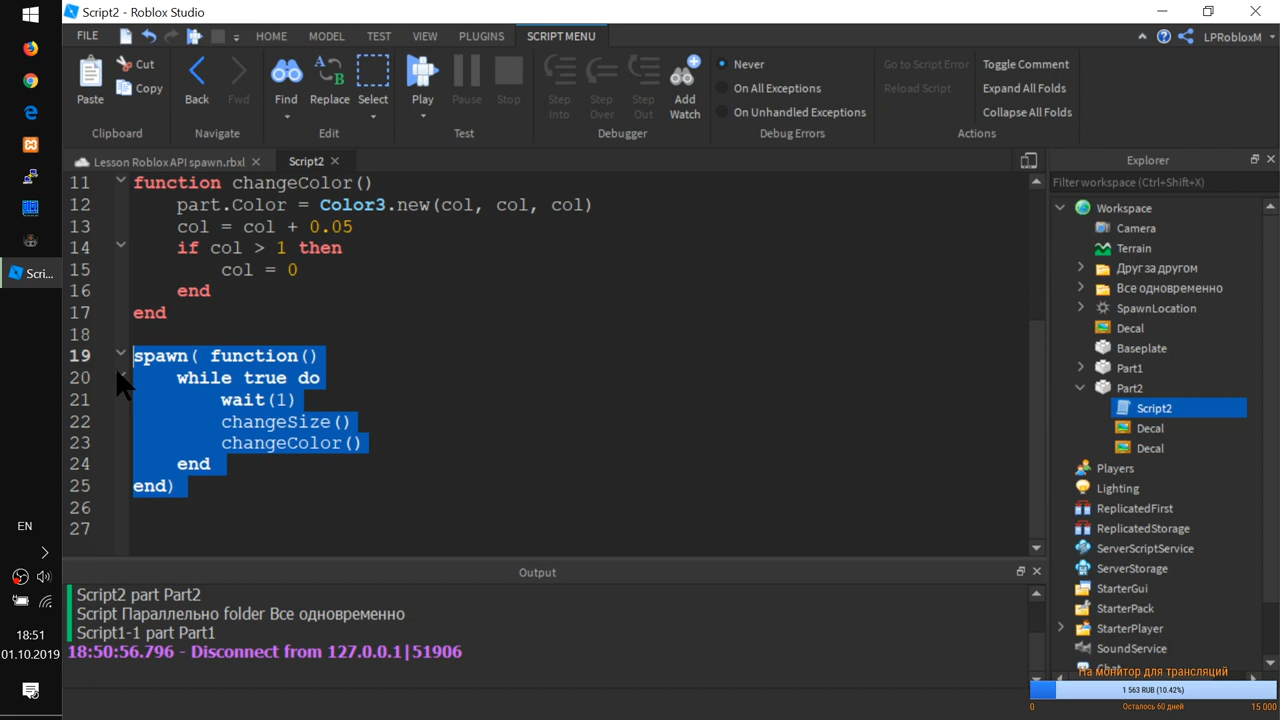 Script2 - Roblox Studio
FILE HOME MODEL TEST VIEW PLUGINS SCRIPT MENU LPRobloxM
Cut
Copy
Paste
Clipboard
Back
Fwd
Navigate
Find
Replace
Select
Edit
Play
Pause
Stop
Test
Step Into
Step Over
Step Out
Add Watch
Debugger
Never
On All Exceptions
On Unhandled Exceptions
Debug Errors
Go to Script Error
Reload Script
Toggle Comment
Expand All Folds
Collapse All Folds
Actions
Lesson Roblox API spawn.rbxl
Script2
11 function changeColor()
12 part.Color = Color3.new(col, col, col)
13 col = col + 0.05
14 if col > 1 then
15 col = 0
16 end
17 end
18
19 spawn( function()
20 while true do
21 wait(1)
22 changeSize()
23 changeColor()
24 end
25 end)
26
27
Output
Script2 part Part2
Script Параллельно folder Все одновременно
Script1-1 part Part1
18:50:56.796 - Disconnect from 127.0.0.1|51906
Explorer
Filter workspace (Ctrl+Shift+X)
Workspace
Camera
Terrain
Друг за другом
Все одновременно
SpawnLocation
Decal
Baseplate
Part1
Part2
Script2
Decal
Decal
Players
Lighting
ReplicatedFirst
ReplicatedStorage
ServerScriptService
ServerStorage
StarterGui
StarterPack
StarterPlayer
SoundService
Chat
На монитор для трансляций
1 563 RUB (10.42%)
0 Осталось 60 дней 15 000
Scri...
EN
18:51
01.10.2019